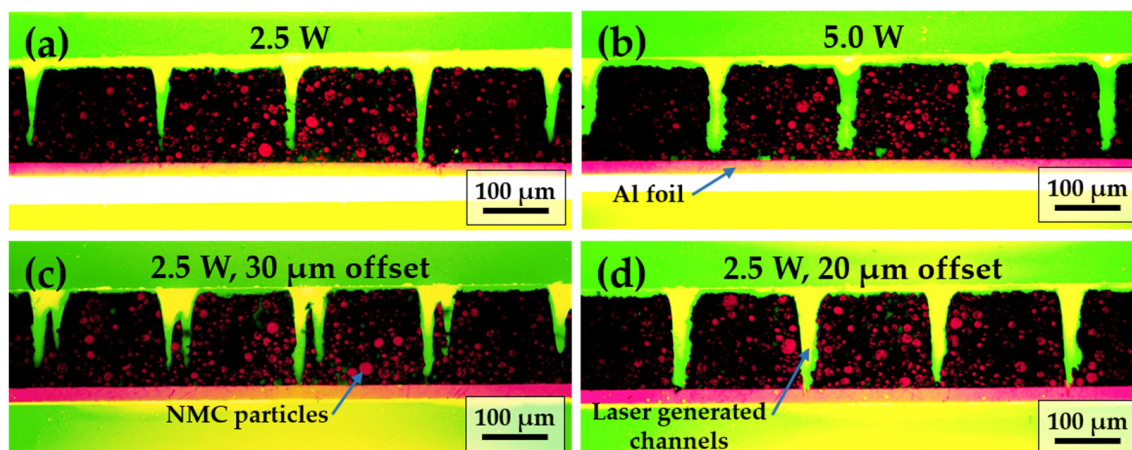 (a)
2.5 W
100 µm
(b)
5.0 W
Al foil
100 µm
(c)
2.5 W, 30 µm offset
NMC particles
100 µm
(d)
2.5 W, 20 µm offset
Laser generated
channels
100 µm